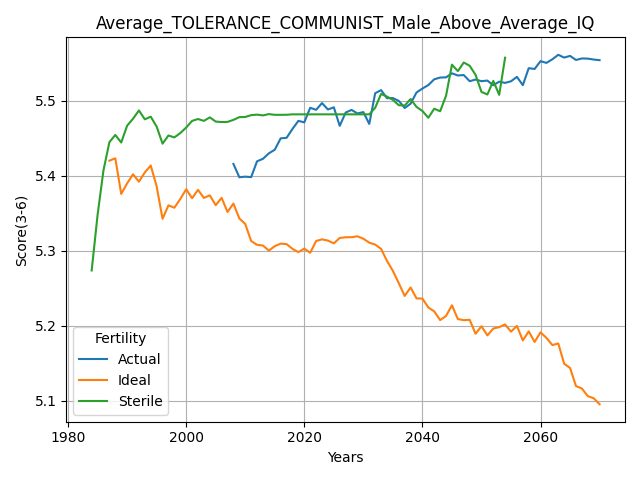 Average_TOLERANCE_COMMUNIST_Male_Above_Average_IQ
Score(3-6)
5.5
5.4
5.3
5.2
5.1
Fertility
Actual
Ideal
Sterile
1980
2000
2020
2040
2060
Years